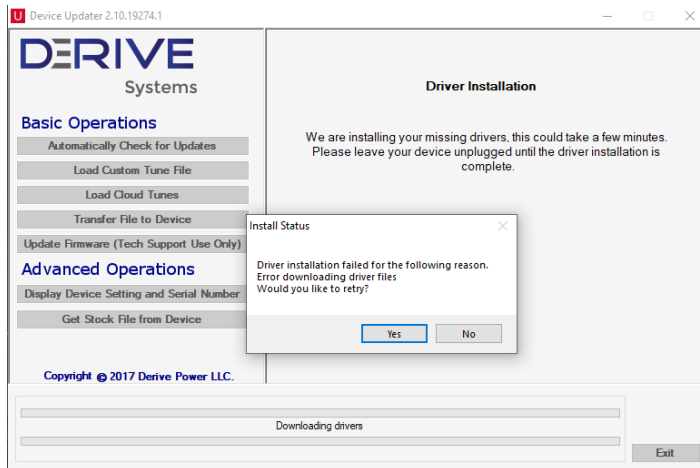 Device Updater 2.10.19274.1
DERIVE
Systems
Basic Operations
Automatically Check for Updates
Load Custom Tune File
Load Cloud Tunes
Transfer File to Device
Update Firmware (Tech Support Use Only)
Advanced Operations
Display Device Setting and Serial Number
Get Stock File from Device
Copyright © 2017 Derive Power LLC.
Driver Installation
We are installing your missing drivers, this could take a few minutes.
Please leave your device unplugged until the driver installation is
complete.
Install Status
Driver installation failed for the following reason.
Error downloading driver files
Would you like to retry?
Yes
No
Downloading drivers
Exit